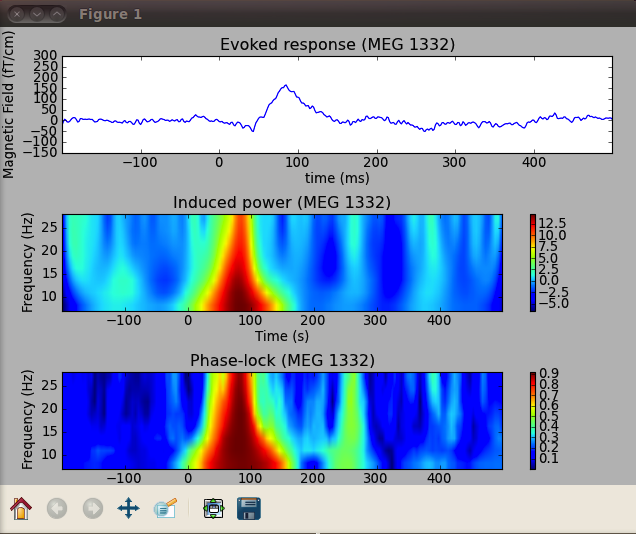 Figure 1
Evoked response (MEG 1332)
Magnetic Field (fT/cm)
300
250
200
150
100
50
0
−50
−100
−150
−100 0 100 200 300 400
time (ms)
Induced power (MEG 1332)
Frequency (Hz)
25
20
15
10
−100 0 100 200 300 400
Time (s)
12.5
10.0
7.5
5.0
2.5
0.0
−2.5
−5.0
Phase-lock (MEG 1332)
Frequency (Hz)
25
20
15
10
−100 0 100 200 300 400
0.9
0.8
0.7
0.6
0.5
0.4
0.3
0.2
0.1